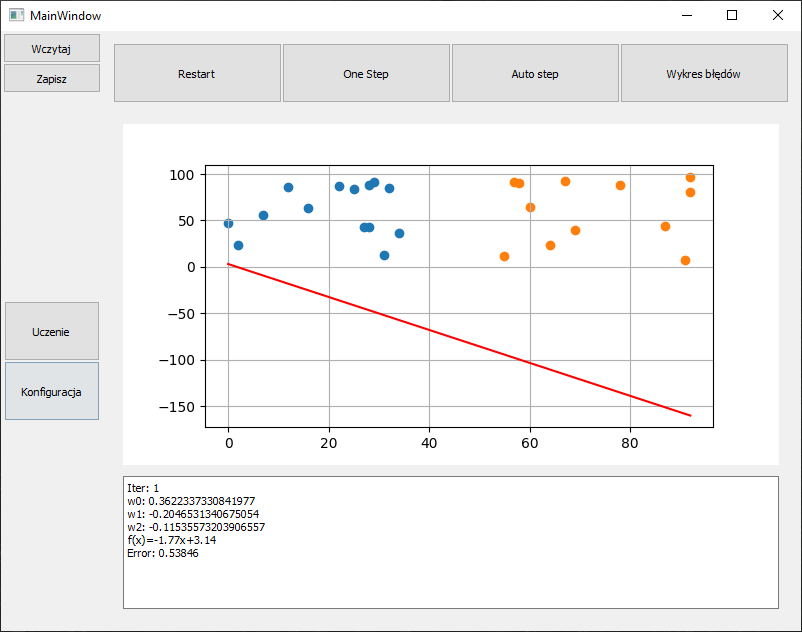 MainWindow
Wczytaj
Zapisz
Restart
One Step
Auto step
Wykres błędów
100
50
0
−50
−100
−150
0
20
40
60
80
Uczenie
Konfiguracja
Iter: 1
w0: 0.3622337330841977
w1: -0.2046531340675054
w2: -0.11535573203906557
f(x)=-1.77x+3.14
Error: 0.53846